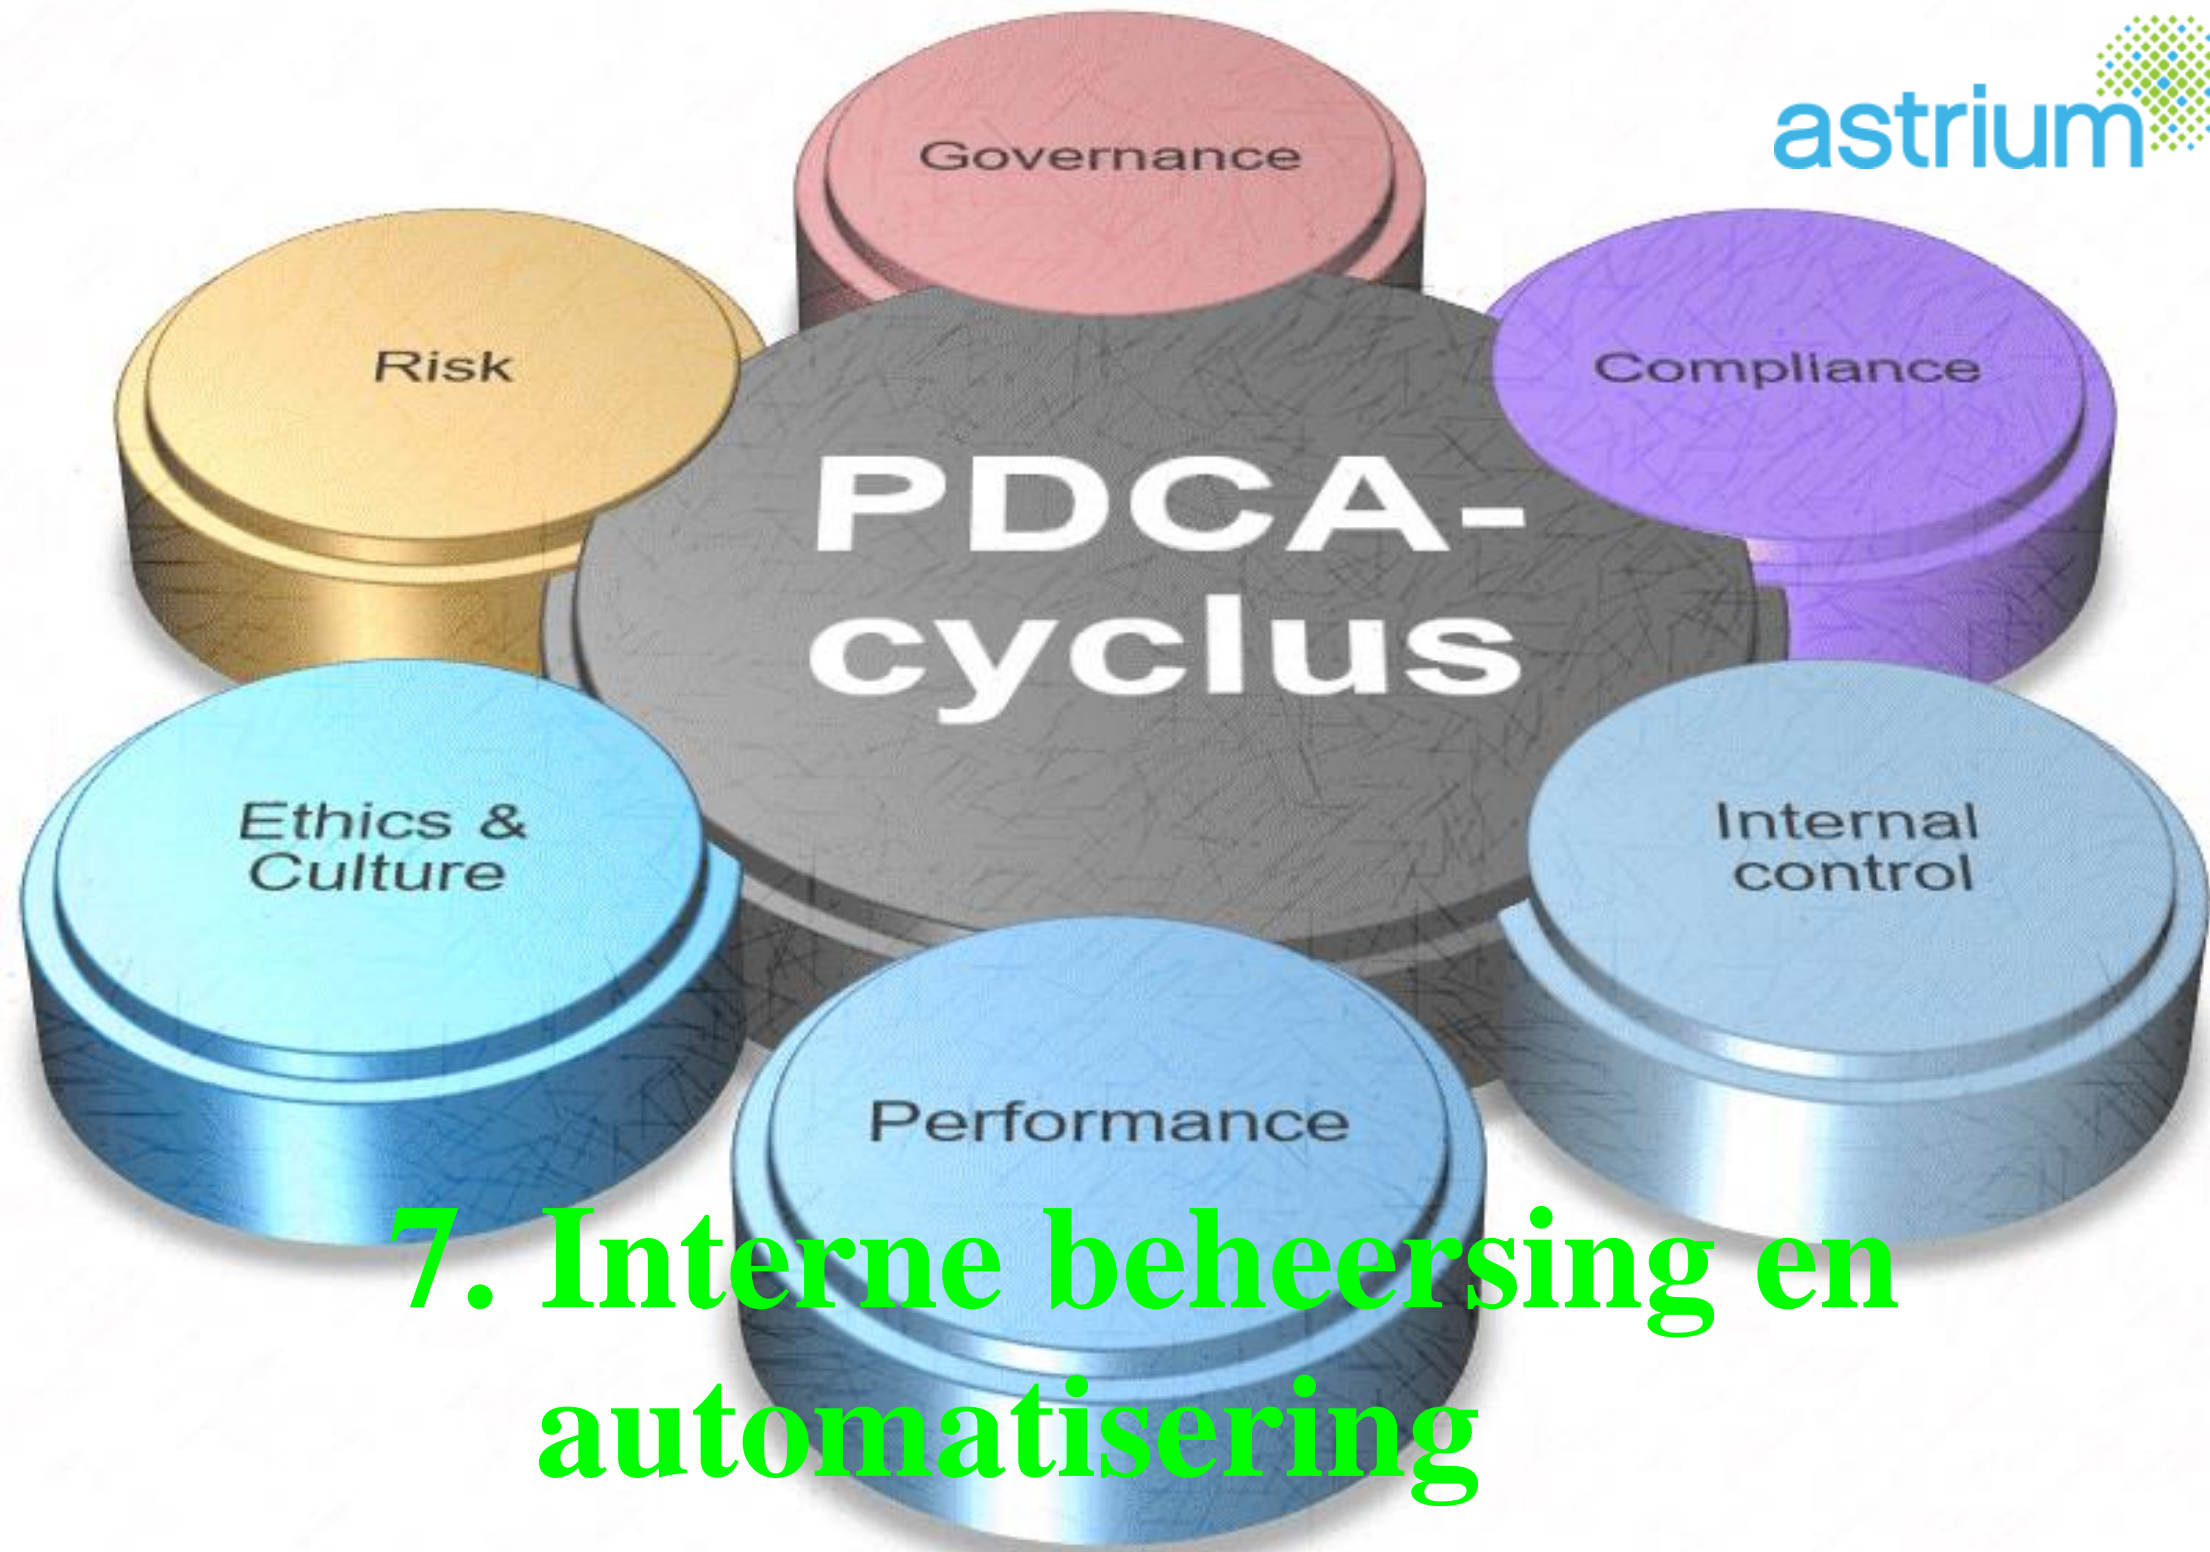 astrium
Governance
Risk
Compliance
PDCA-
cyclus
Ethics &
Culture
Internal
control
Performance
7. Interne beheersing en
automatisering